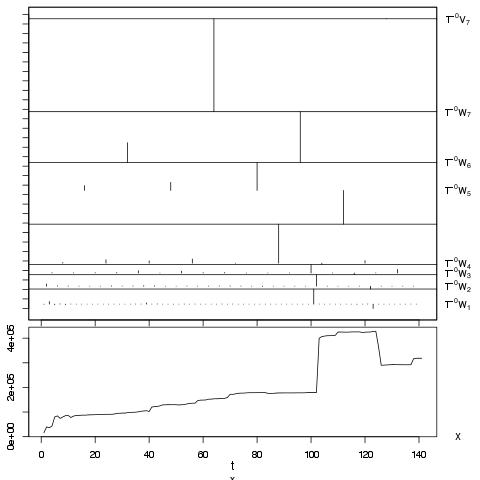 T⁻⁰V₇
T⁻⁰W₇
T⁻⁰W₆
T⁻⁰W₅
T⁻⁰W₄
T⁻⁰W₃
T⁻⁰W₂
T⁻⁰W₁
4e+05
2e+05
0e+00
X
0 20 40 60 80 100 120 140
t
x